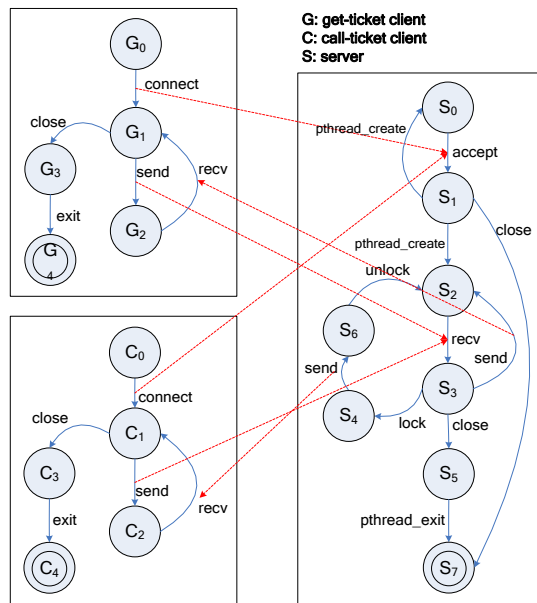 G: get-ticket client
C: call-ticket client
S: server
G0
connect
close
G1
send
recv
G3
G2
exit
G
4
C0
connect
close
C1
send
recv
C3
C2
exit
C4
S0
pthread_create
accept
S1
close
pthread_create
unlock
S2
S6
recv
send
send
S3
S4
lock
close
S5
pthread_exit
S7